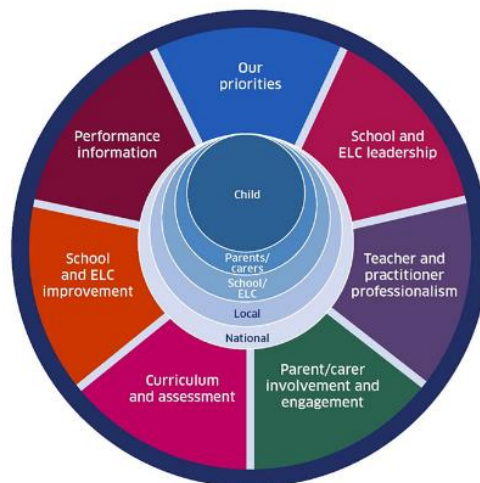 Our
priorities
School and
ELC leadership
Teacher and
practitioner
professionalism
Parent/carer
involvement and
engagement
Curriculum
and assessment
School
and ELC
improvement
Performance
information
Child
Parents/
carers
School/
ELC
Local
National